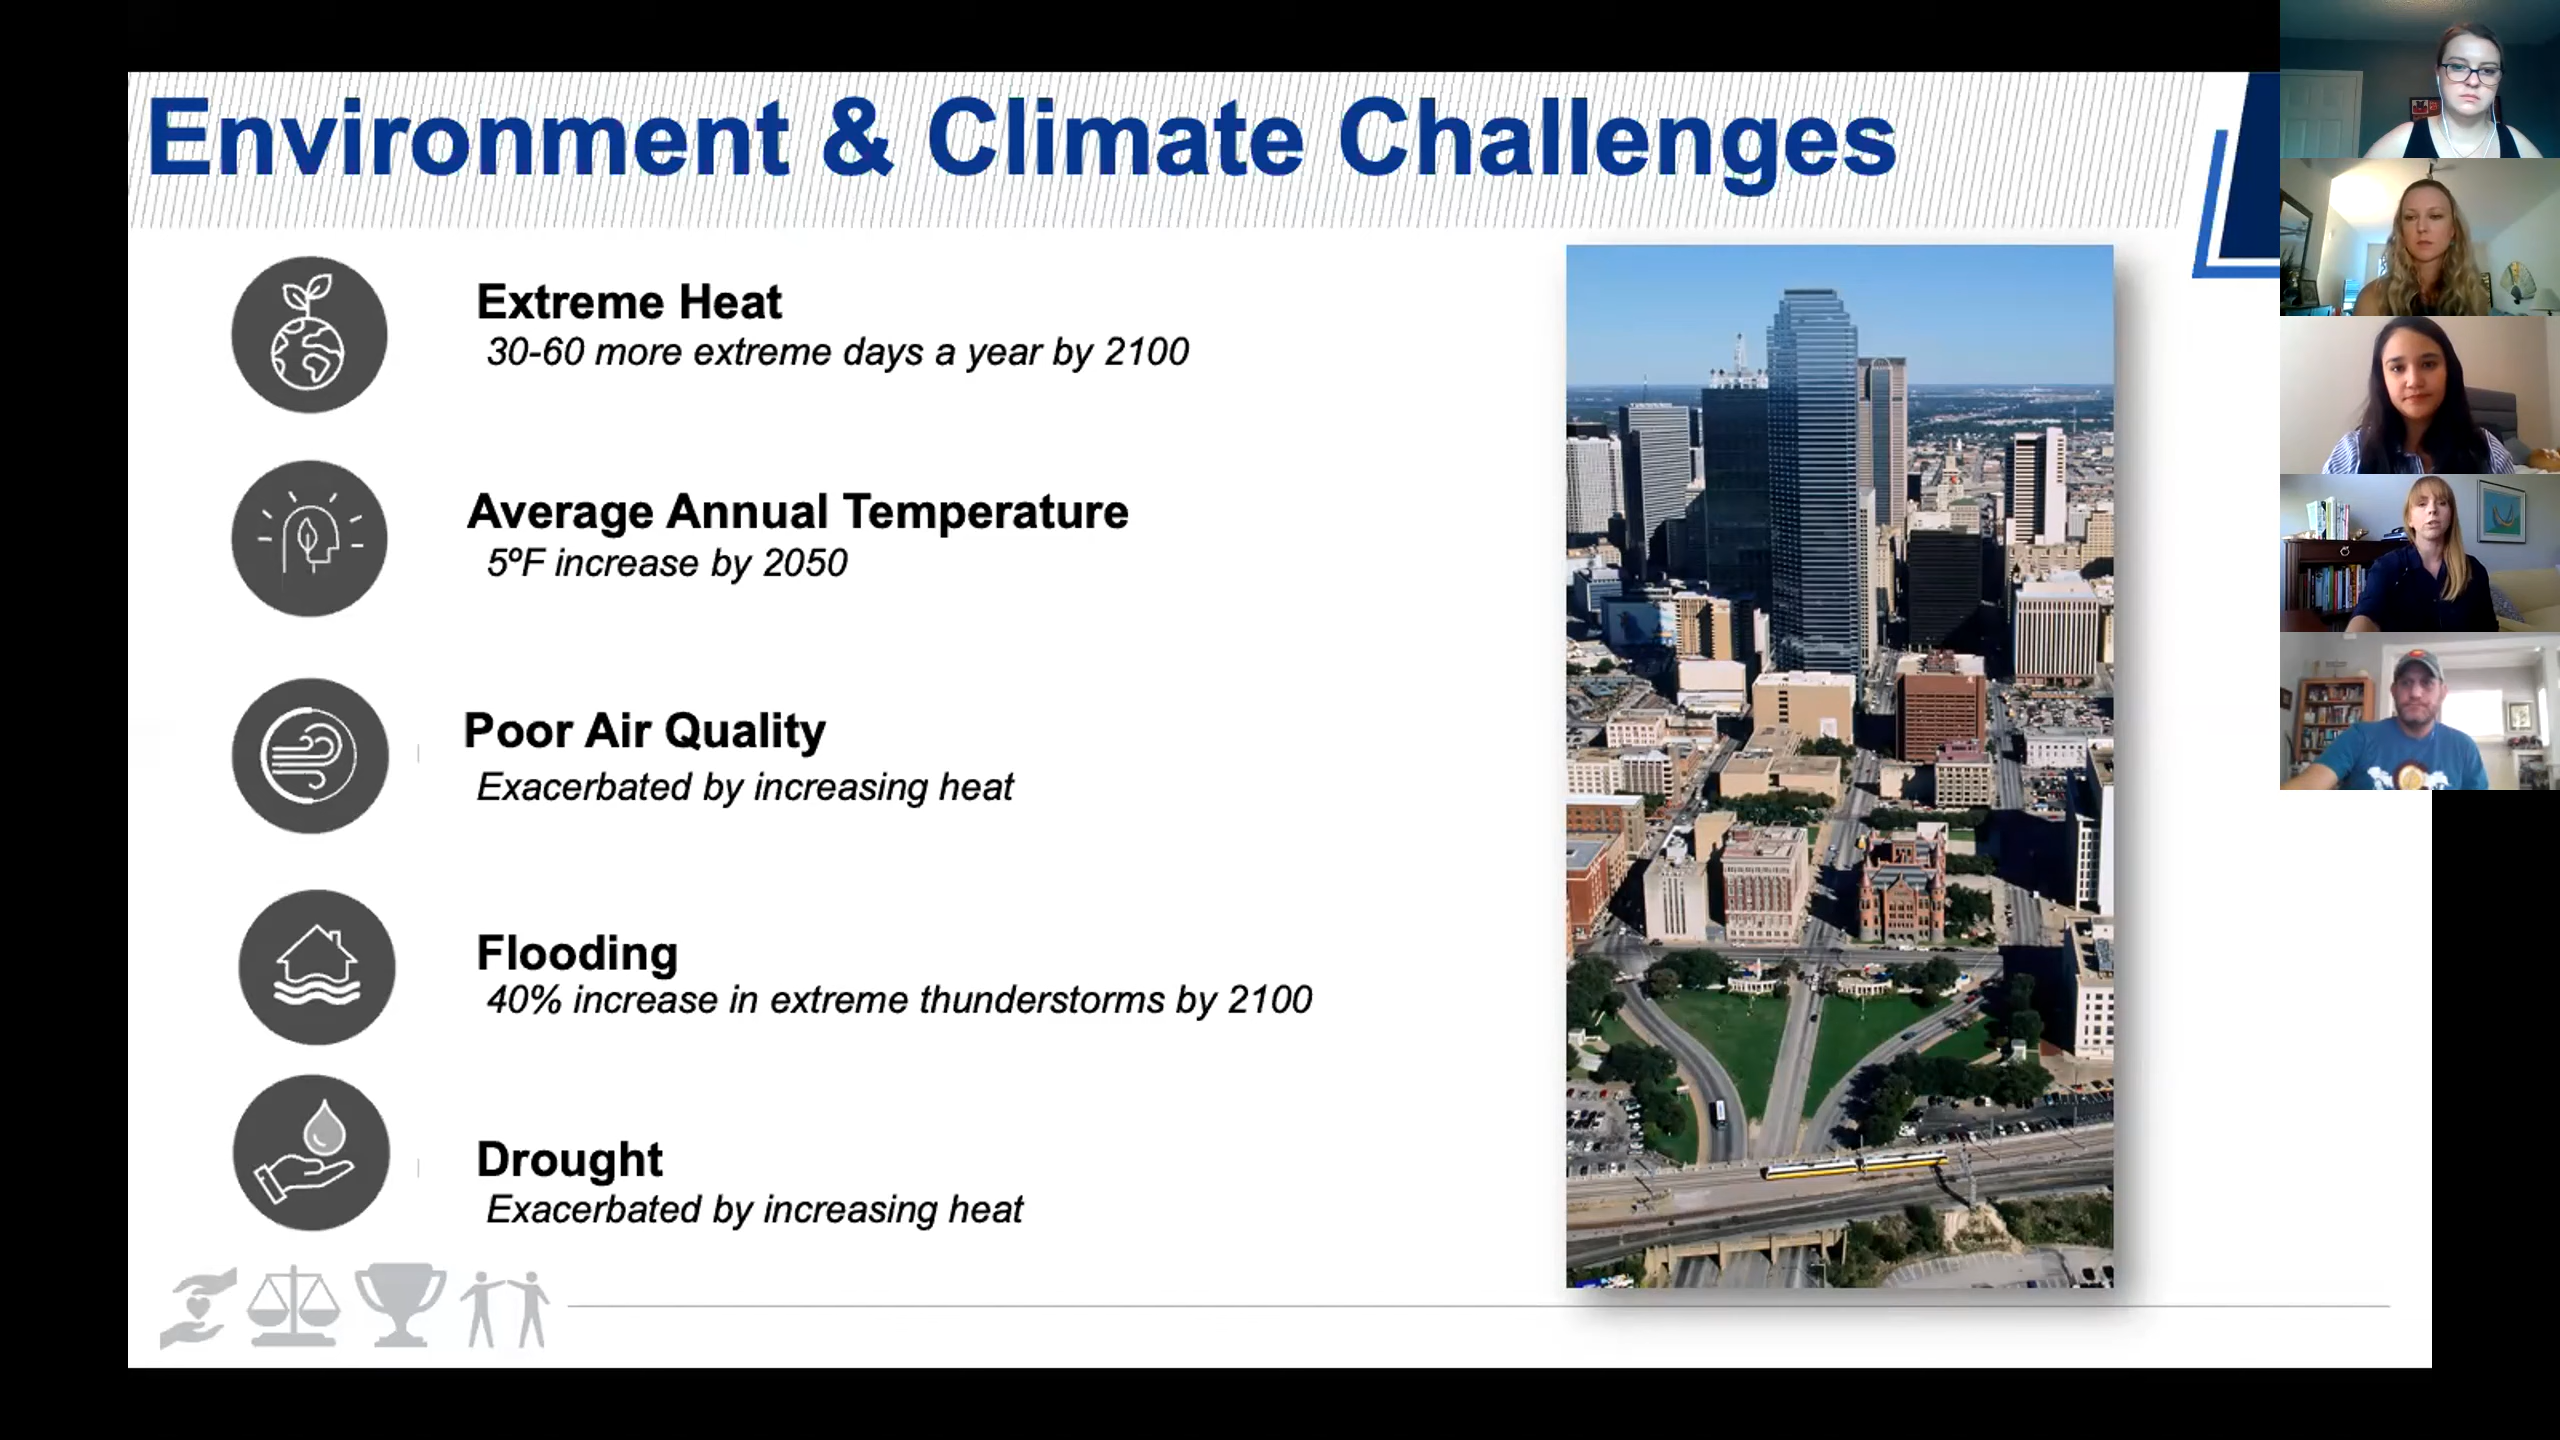 Environment & Climate Challenges
Extreme Heat
30-60 more extreme days a year by 2100
Average Annual Temperature
5ºF increase by 2050
Poor Air Quality
Exacerbated by increasing heat
Flooding
40% increase in extreme thunderstorms by 2100
Drought
Exacerbated by increasing heat